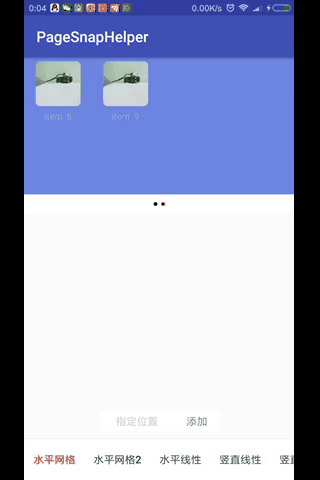 0:04 0.00K/s
PageSnapHelper
item 8 item 9
指定位置 添加
水平网格 水平网格2 水平线性 竖直线性 竖直